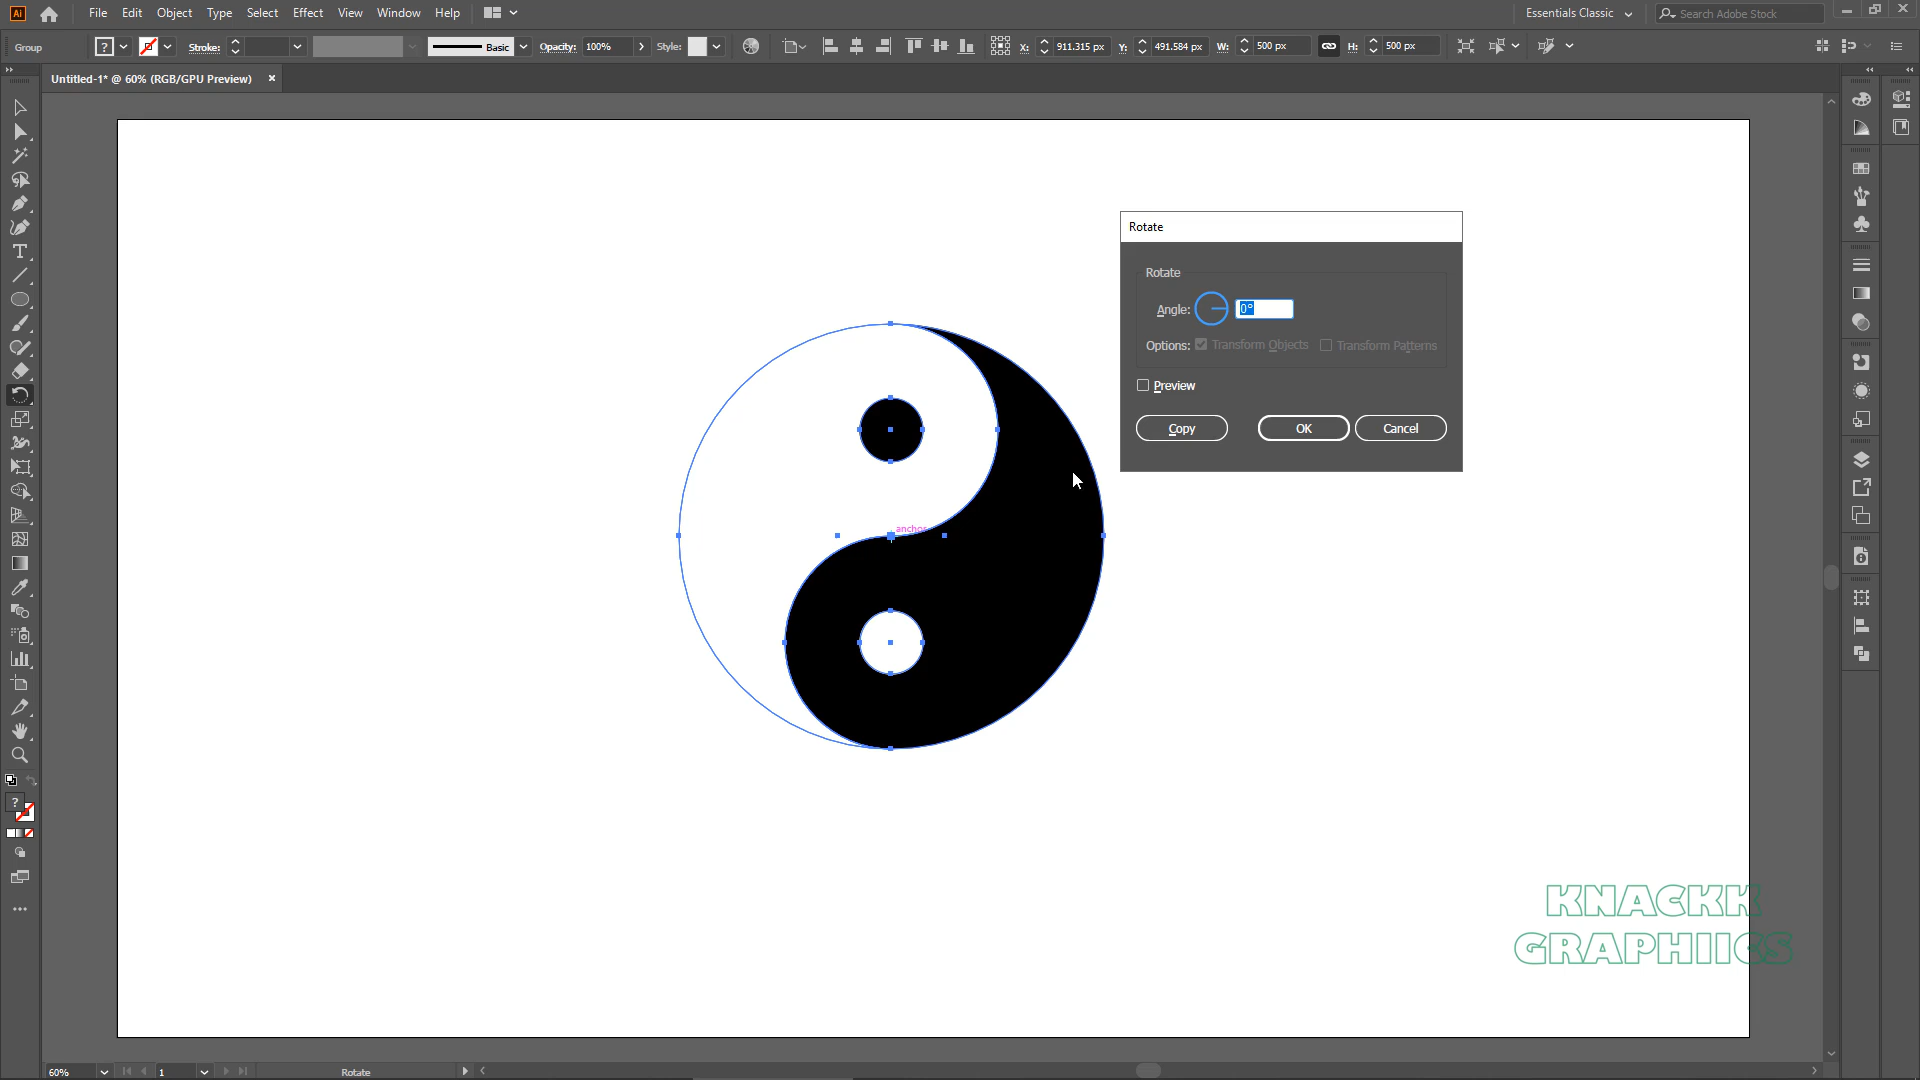 Ai File Edit Object Type Select Effect View Window Help Essentials Classic Search Adobe Stock
Group ? Stroke: Basic Opacity: 100% Style: X: 911.315 px Y: 491.584 px W: 500 px H: 500 px
Untitled-1* @ 60% (RGB/GPU Preview) ×
Rotate
Rotate
Angle: 0°
Options: Transform Objects Transform Patterns
Preview
Copy OK Cancel
anchor
?
KNACKK
GRAPHIICS
60% 1 Rotate